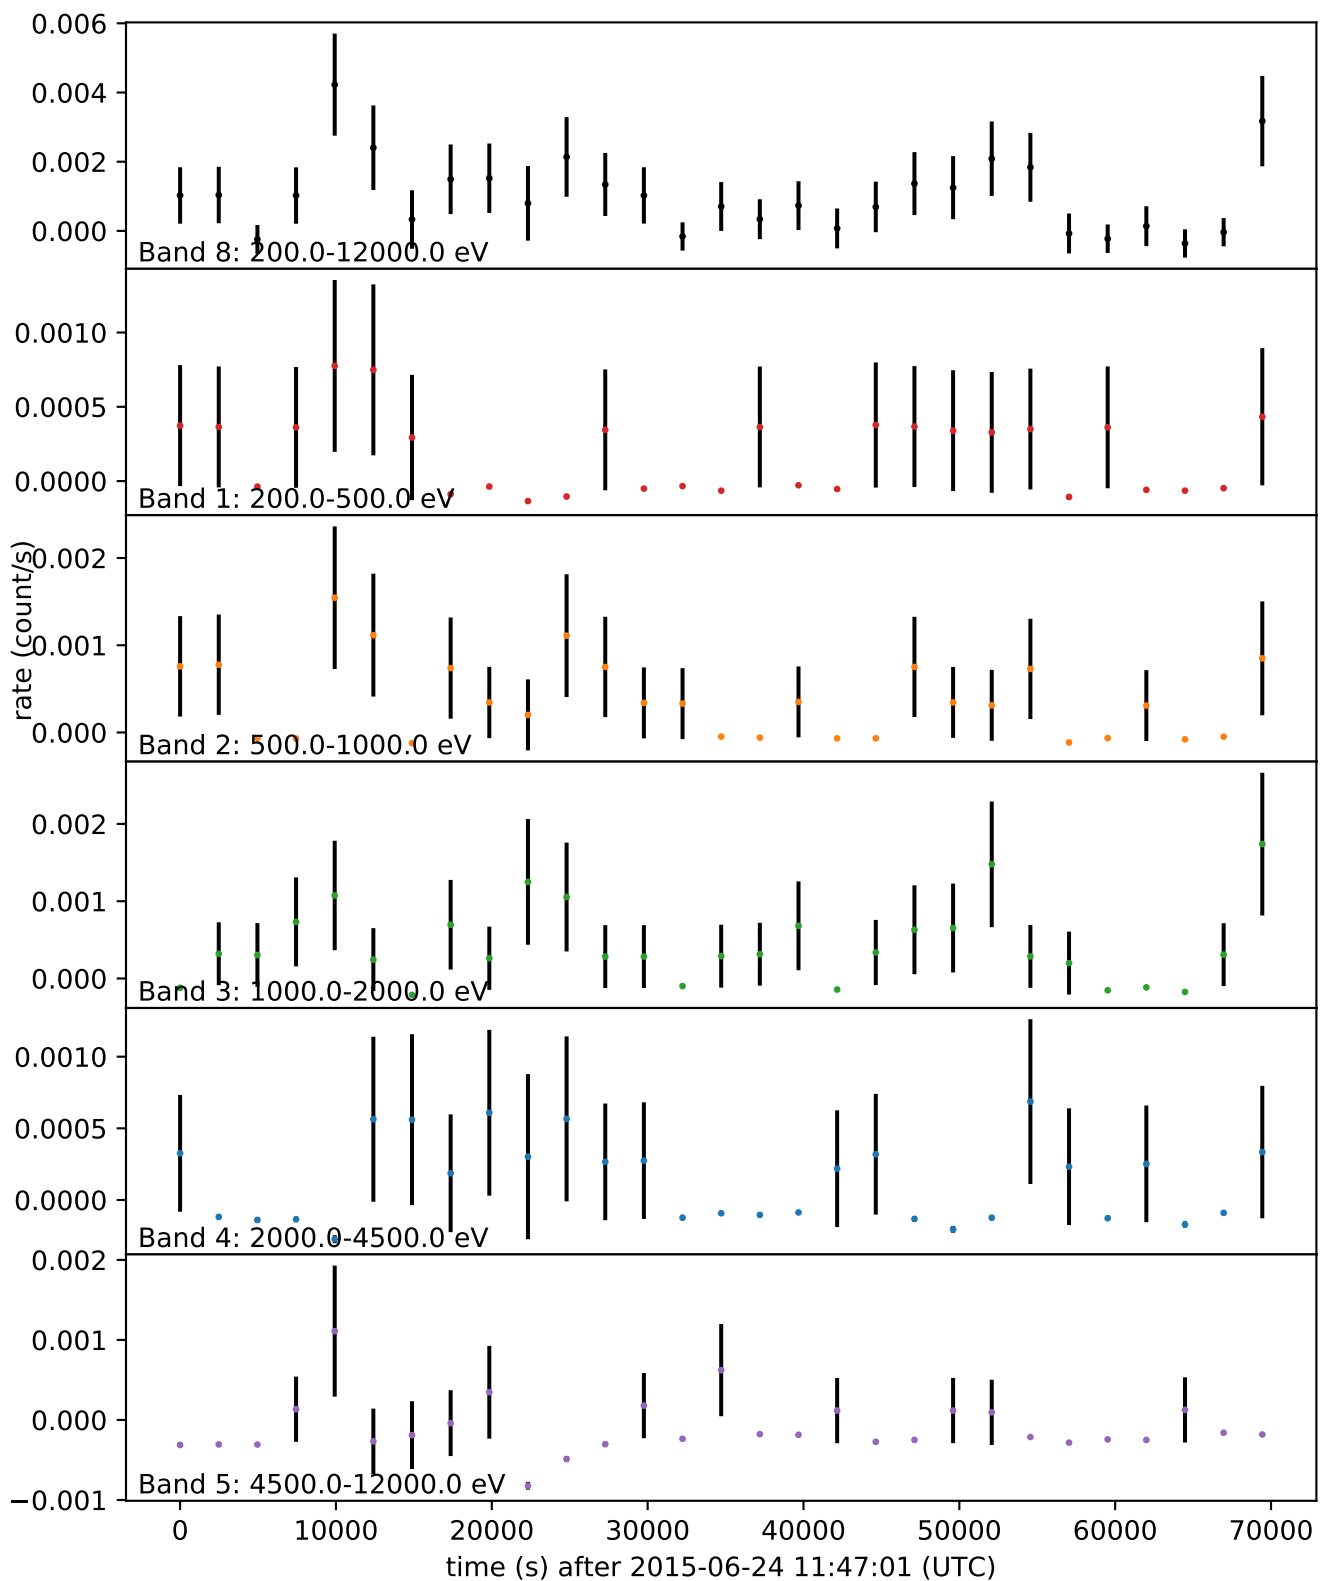 0.006
0.004
0.002
0.000
Band 8: 200.0-12000.0 eV
0.0010
0.0005
0.0000
Band 1: 200.0-500.0 eV
rate (count/s)
0.002
0.001
0.000
Band 2: 500.0-1000.0 eV
0.002
0.001
0.000
Band 3: 1000.0-2000.0 eV
0.0010
0.0005
0.0000
Band 4: 2000.0-4500.0 eV
0.002
0.001
0.000
−0.001
Band 5: 4500.0-12000.0 eV
0 10000 20000 30000 40000 50000 60000 70000
time (s) after 2015-06-24 11:47:01 (UTC)